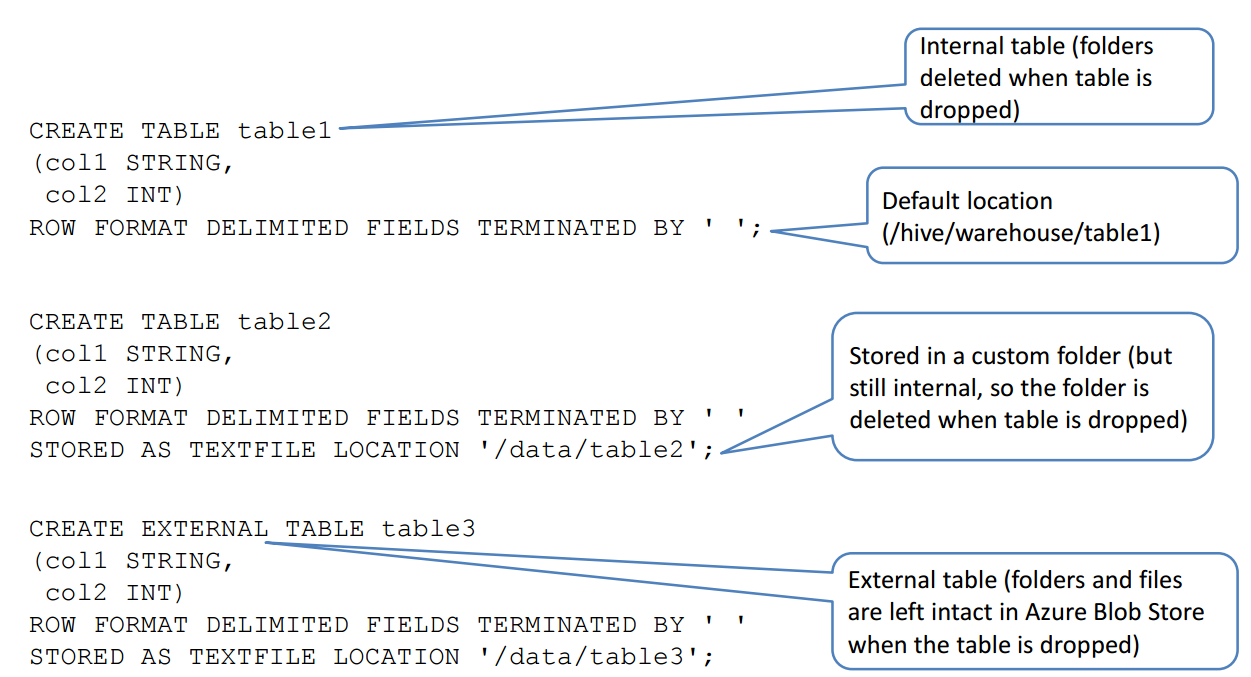 Internal table (folders
deleted when table is
dropped)
CREATE TABLE table1
(col1 STRING,
col2 INT)
ROW FORMAT DELIMITED FIELDS TERMINATED BY ' ';
Default location
(/hive/warehouse/table1)
CREATE TABLE table2
(col1 STRING,
col2 INT)
ROW FORMAT DELIMITED FIELDS TERMINATED BY ' '
STORED AS TEXTFILE LOCATION '/data/table2';
Stored in a custom folder (but
still internal, so the folder is
deleted when table is dropped)
CREATE EXTERNAL TABLE table3
(col1 STRING,
col2 INT)
ROW FORMAT DELIMITED FIELDS TERMINATED BY ' '
STORED AS TEXTFILE LOCATION '/data/table3';
External table (folders and files
are left intact in Azure Blob Store
when the table is dropped)